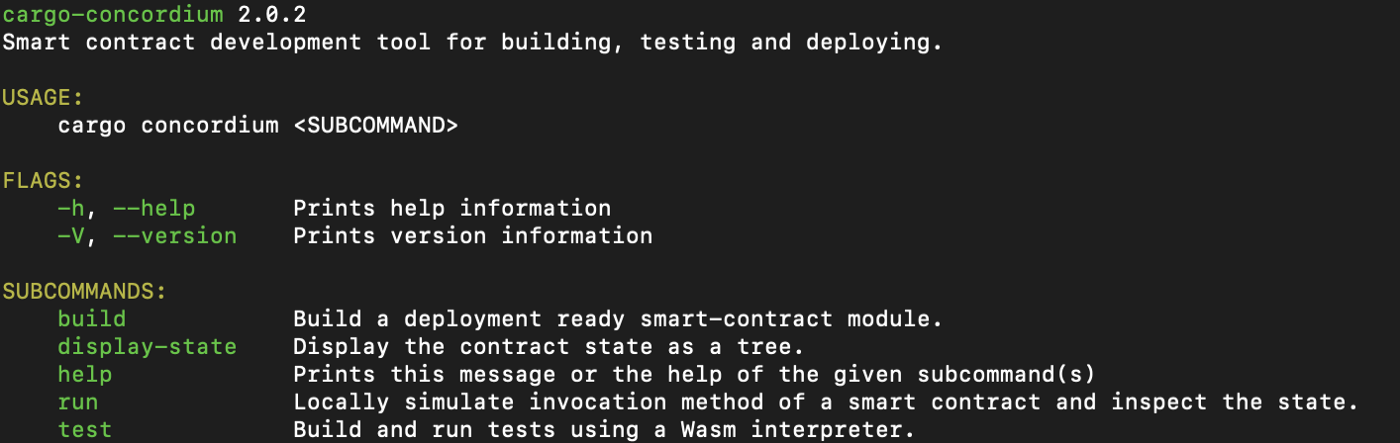 cargo-concordium 2.0.2
Smart contract development tool for building, testing and deploying.
USAGE:
cargo concordium <SUBCOMMAND>
FLAGS:
-h, --help Prints help information
-V, --version Prints version information
SUBCOMMANDS:
build Build a deployment ready smart-contract module.
display-state Display the contract state as a tree.
help Prints this message or the help of the given subcommand(s)
run Locally simulate invocation method of a smart contract and inspect the state.
test Build and run tests using a Wasm interpreter.